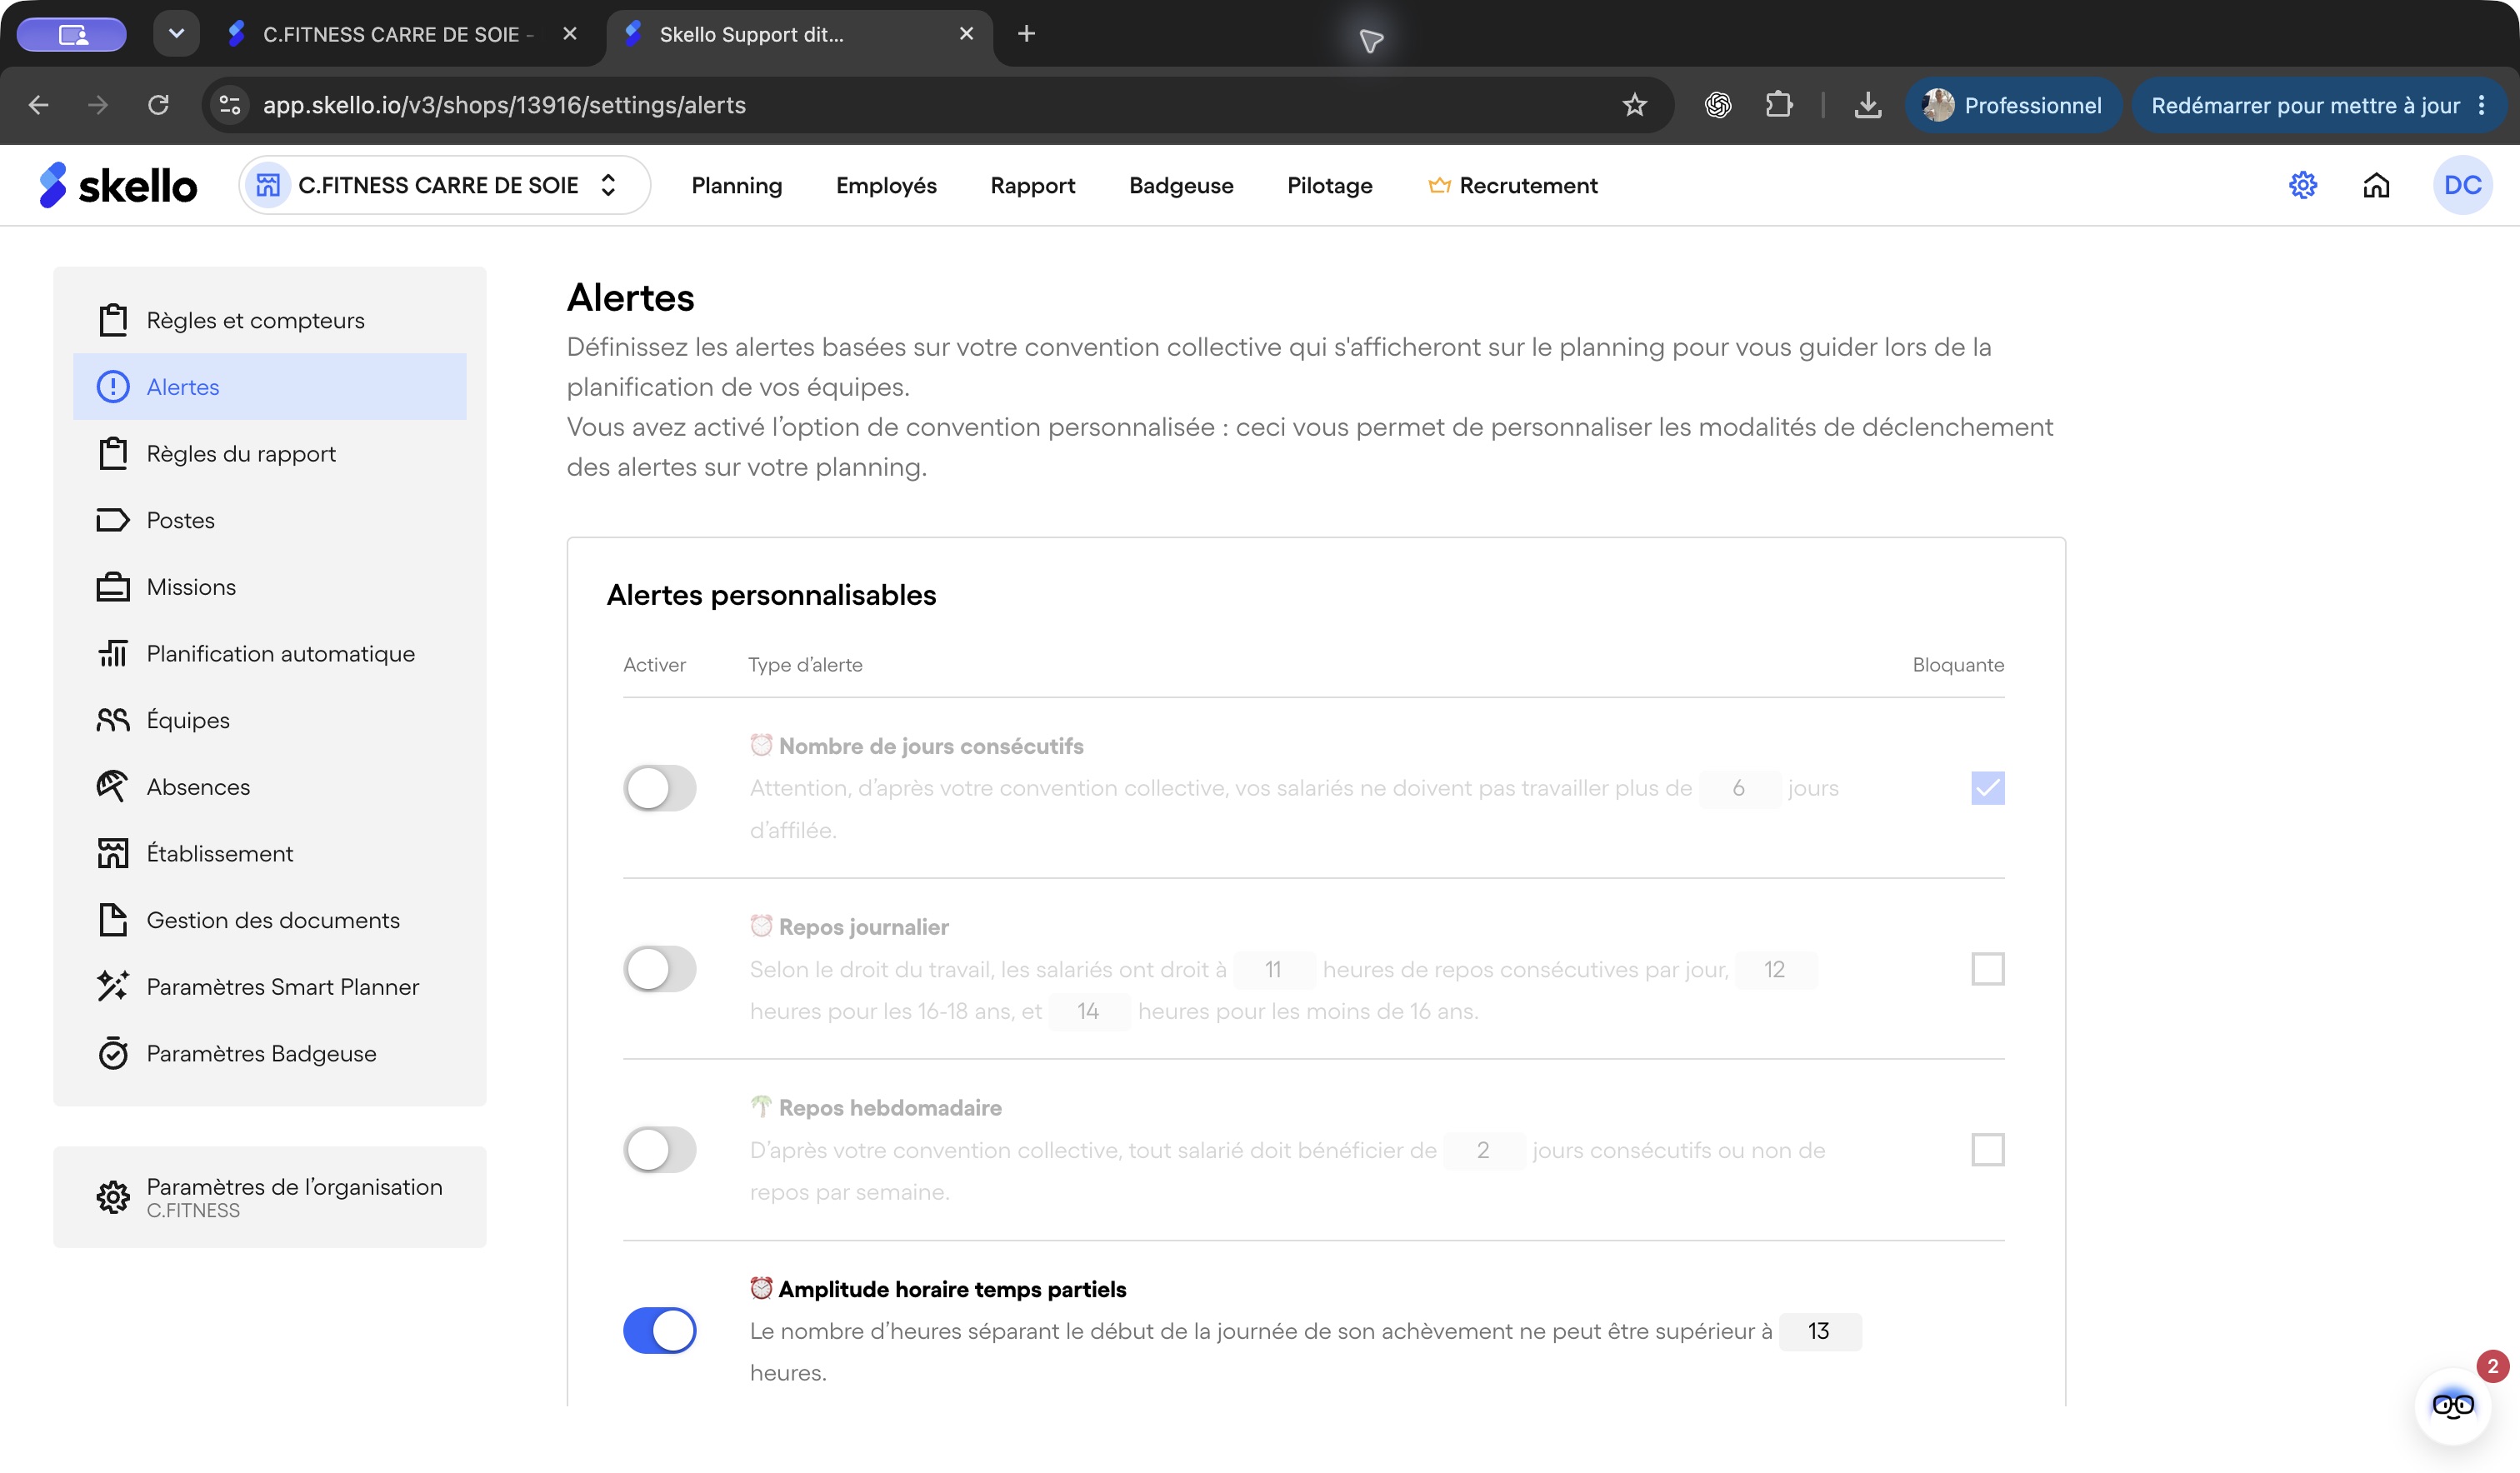 C.FITNESS CARRE DE SOIE -
Skello Support dit...
app.skello.io/v3/shops/13916/settings/alerts
Professionnel
Redémarrer pour mettre à jour
skello
C.FITNESS CARRE DE SOIE
Planning
Employés
Rapport
Badgeuse
Pilotage
Recrutement
DC
Règles et compteurs
Alertes
Règles du rapport
Postes
Missions
Planification automatique
Équipes
Absences
Établissement
Gestion des documents
Paramètres Smart Planner
Paramètres Badgeuse
Paramètres de l’organisation
C.FITNESS
Alertes
Définissez les alertes basées sur votre convention collective qui s'afficheront sur le planning pour vous guider lors de la
planification de vos équipes.
Vous avez activé l’option de convention personnalisée : ceci vous permet de personnaliser les modalités de déclenchement
des alertes sur votre planning.
Alertes personnalisables
Activer Type d’alerte Bloquante
Nombre de jours consécutifs
Attention, d’après votre convention collective, vos salariés ne doivent pas travailler plus de 6 jours
d’affilée.
Repos journalier
Selon le droit du travail, les salariés ont droit à 11 heures de repos consécutives par jour, 12
heures pour les 16-18 ans, et 14 heures pour les moins de 16 ans.
Repos hebdomadaire
D’après votre convention collective, tout salarié doit bénéficier de 2 jours consécutifs ou non de
repos par semaine.
Amplitude horaire temps partiels
Le nombre d’heures séparant le début de la journée de son achèvement ne peut être supérieur à 13
heures.
2